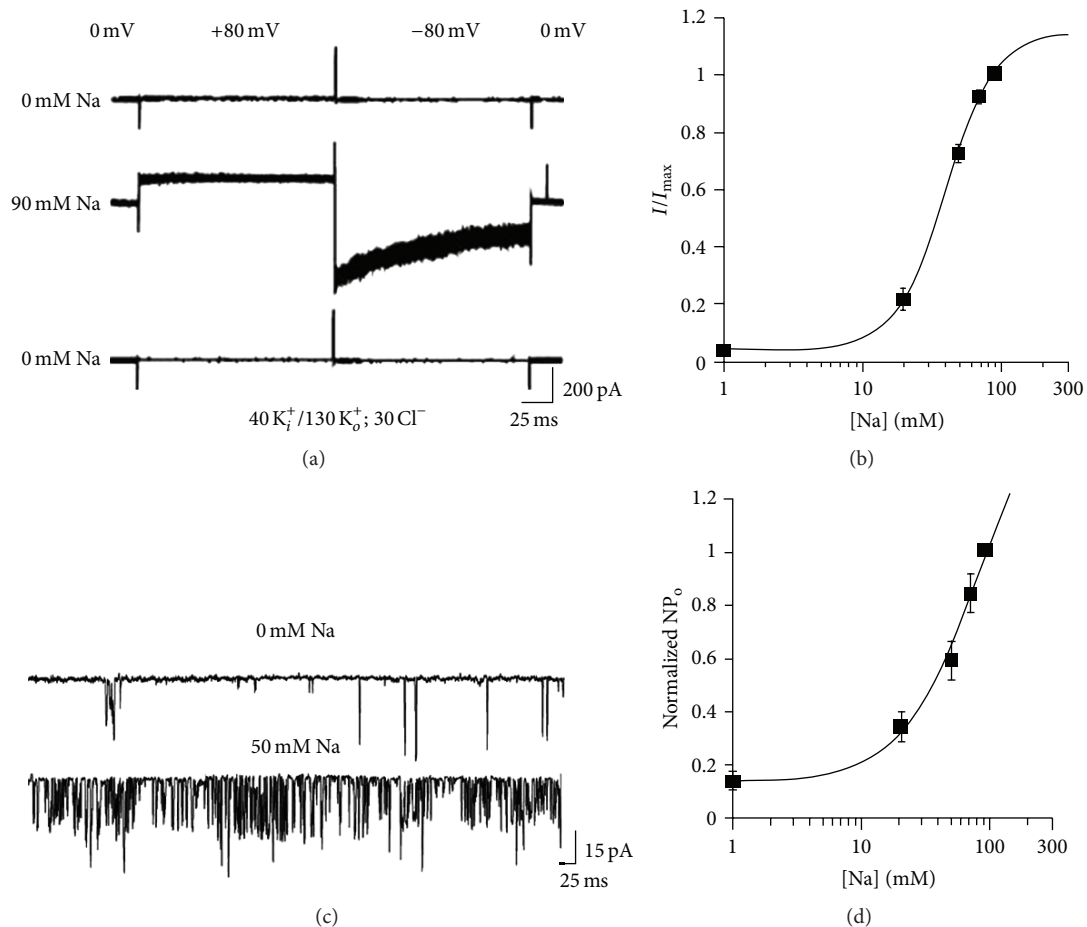 0 mV +80 mV −80 mV 0 mV
0 mM Na
90 mM Na
0 mM Na
200 pA
25 ms
40 K⁺ᵢ/130 K⁺ₒ; 30 Cl⁻
(a)
1.2
1
0.8
0.6
0.4
0.2
0
I/Imax
1 10 100 300
[Na] (mM)
(b)
0 mM Na
50 mM Na
15 pA
25 ms
(c)
1.2
1
0.8
0.6
0.4
0.2
0
Normalized NPₒ
1 10 100 300
[Na] (mM)
(d)